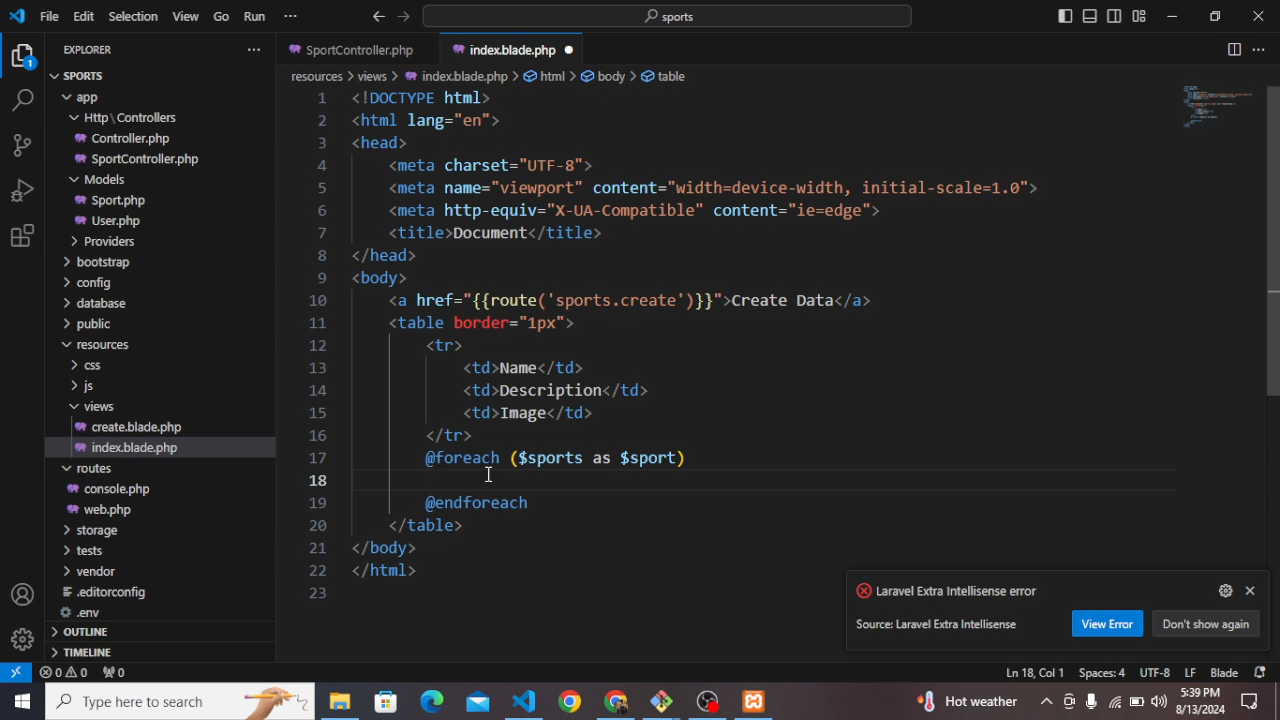 File Edit Selection View Go Run ··· sports
EXPLORER ···
SPORTS
app
Http\Controllers
Controller.php
SportController.php
Models
Sport.php
User.php
Providers
bootstrap
config
database
public
resources
css
js
views
create.blade.php
index.blade.php
routes
console.php
web.php
storage
tests
vendor
.editorconfig
.env
OUTLINE
TIMELINE
1
SportController.php index.blade.php
resources > views > index.blade.php > html > body > table
1 <!DOCTYPE html>
2 <html lang="en">
3 <head>
4 <meta charset="UTF-8">
5 <meta name="viewport" content="width=device-width, initial-scale=1.0">
6 <meta http-equiv="X-UA-Compatible" content="ie=edge">
7 <title>Document</title>
8 </head>
9 <body>
10 <a href="{{route('sports.create')}}">Create Data</a>
11 <table border="1px">
12 <tr>
13 <td>Name</td>
14 <td>Description</td>
15 <td>Image</td>
16 </tr>
17 @foreach ($sports as $sport)
18
19 @endforeach
20 </table>
21 </body>
22 </html>
23
Laravel Extra Intellisense error
Source: Laravel Extra Intellisense View Error Don't show again
0 0 0 Ln 18, Col 1 Spaces: 4 UTF-8 LF Blade
Type here to search Hot weather 5:39 PM
8/13/2024